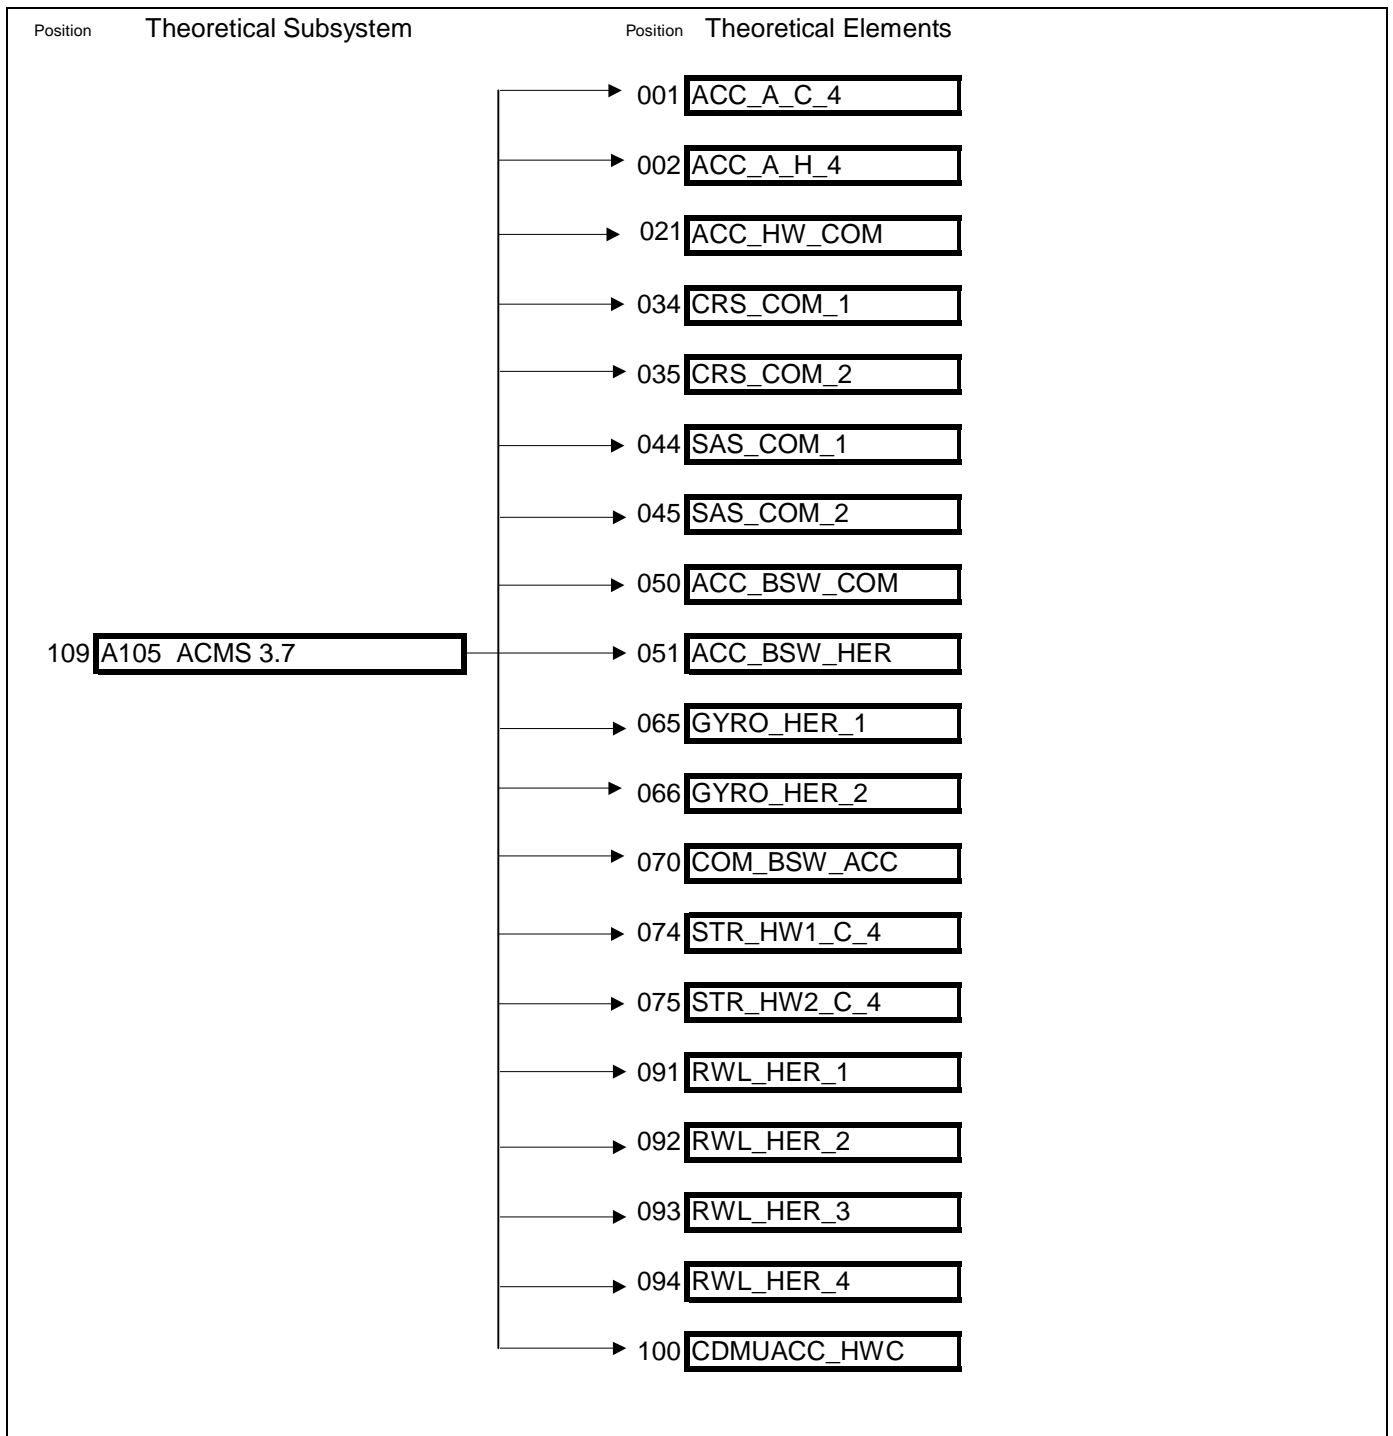 Position Theoretical Subsystem Position Theoretical Elements
001 ACC_A_C_4
002 ACC_A_H_4
021 ACC_HW_COM
034 CRS_COM_1
035 CRS_COM_2
044 SAS_COM_1
045 SAS_COM_2
050 ACC_BSW_COM
109 A105 ACMS 3.7 051 ACC_BSW_HER
065 GYRO_HER_1
066 GYRO_HER_2
070 COM_BSW_ACC
074 STR_HW1_C_4
075 STR_HW2_C_4
091 RWL_HER_1
092 RWL_HER_2
093 RWL_HER_3
094 RWL_HER_4
100 CDMUACC_HWC